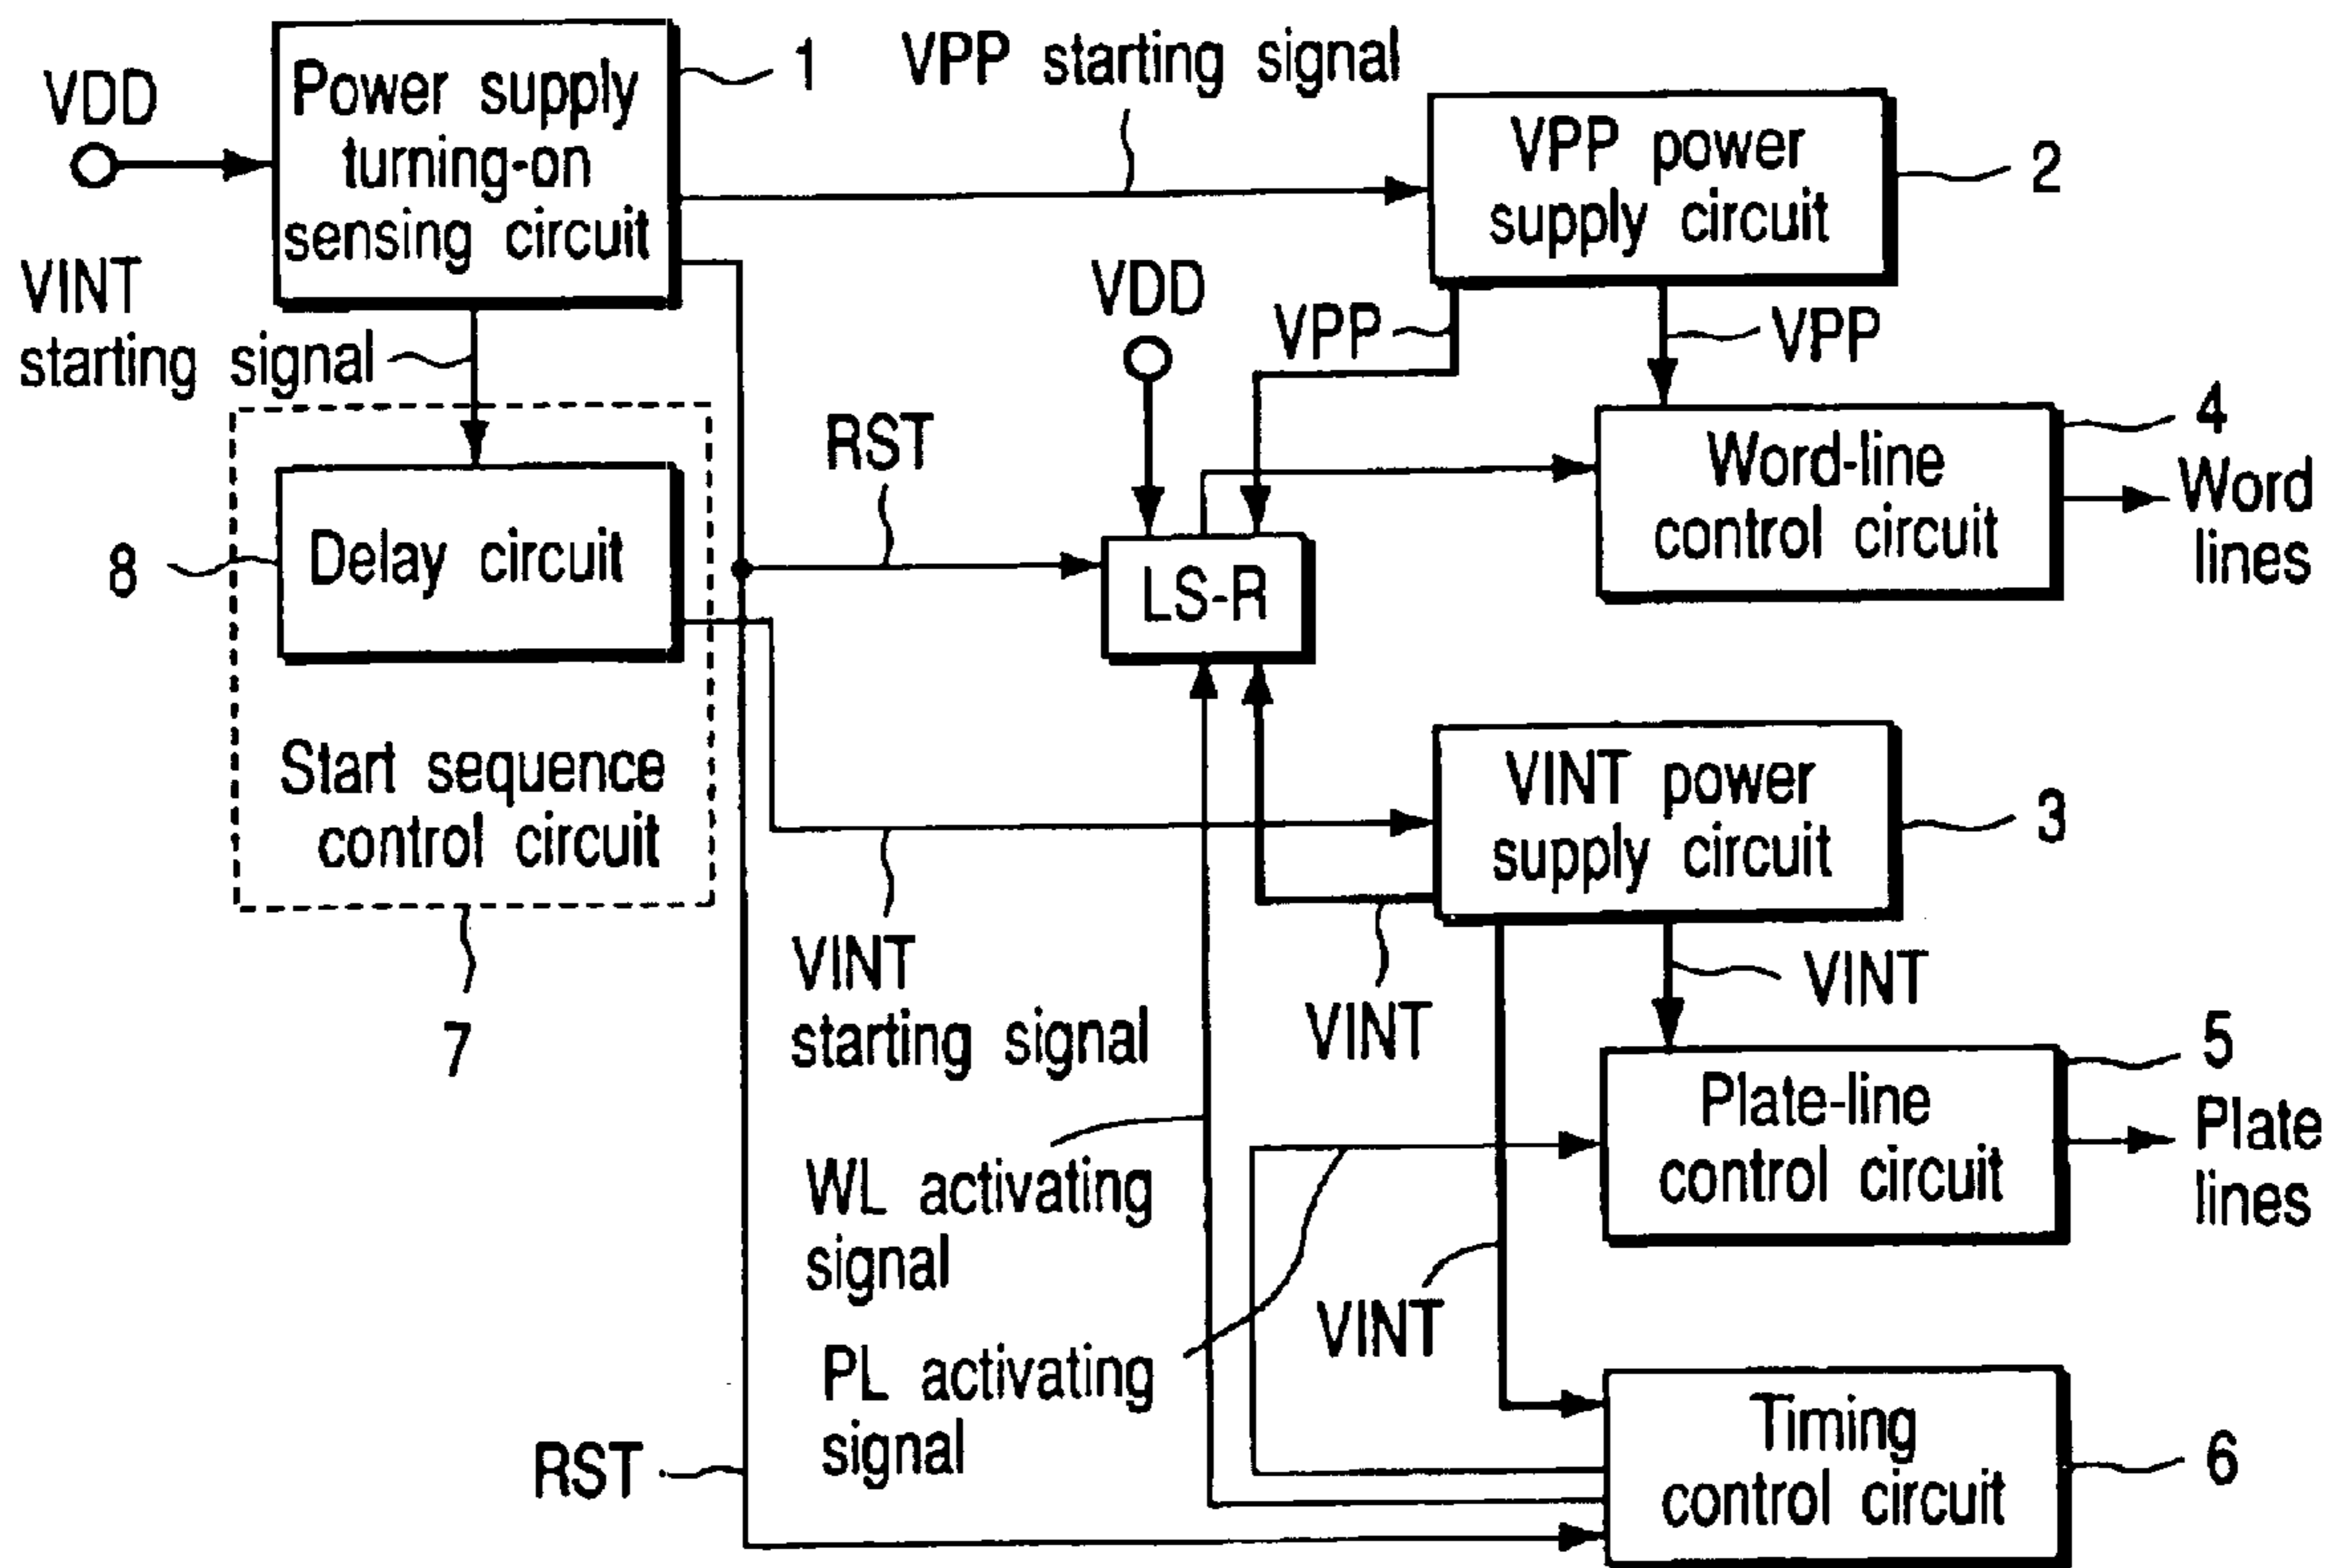 VDD
Power supply
turning-on
sensing circuit
1
VPP starting signal
VPP power
supply circuit
2
VINT
starting signal
VDD
VPP
VPP
RST
Word-line
control circuit
4
Word
lines
8
Delay circuit
LS-R
Start sequence
control circuit
7
VINT power
supply circuit
3
VINT
starting signal
VINT
VINT
Plate-line
control circuit
5
Plate
lines
WL activating
signal
PL activating
signal
VINT
RST
Timing
control circuit
6